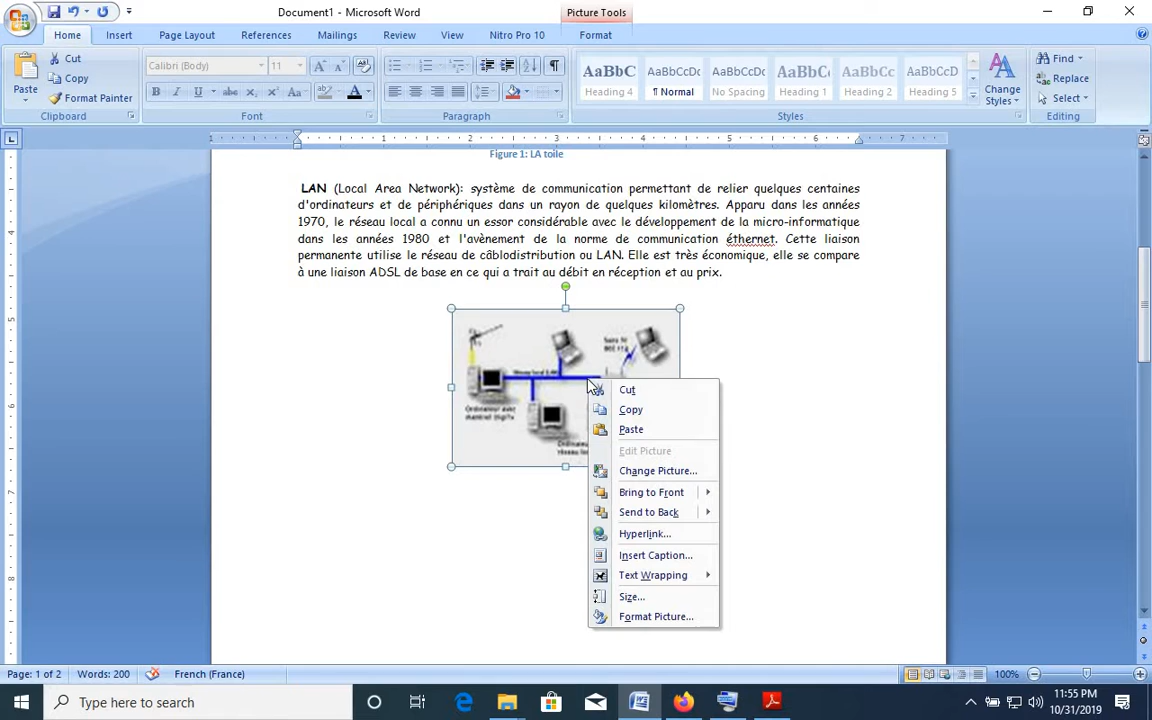 Document1 - Microsoft Word
Picture Tools
Home Insert Page Layout References Mailings Review View Nitro Pro 10 Format
Paste
Cut
Copy
Format Painter
Clipboard
Calibri (Body) 11
Font
Paragraph
AaBbC AaBbCcDc AaBbCcDc AaBbC AaBbCc AaBbCcD
Heading 4 ¶ Normal No Spacing Heading 1 Heading 2 Heading 5
Change Styles
Styles
Find
Replace
Select
Editing
1 1 2 3 4 5 6 7
Figure 1: LA toile
LAN (Local Area Network): système de communication permettant de relier quelques centaines
d'ordinateurs et de périphériques dans un rayon de quelques kilomètres. Apparu dans les années
1970, le réseau local a connu un essor considérable avec le développement de la micro-informatique
dans les années 1980 et l'avènement de la norme de communication éthernet. Cette liaison
permanente utilise le réseau de câblodistribution ou LAN. Elle est très économique, elle se compare
à une liaison ADSL de base en ce qui a trait au débit en réception et au prix.
Cut
Copy
Paste
Edit Picture
Change Picture...
Bring to Front
Send to Back
Hyperlink...
Insert Caption...
Text Wrapping
Size...
Format Picture...
Page: 1 of 2 Words: 200 French (France) 100%
Type here to search
11:55 PM
10/31/2019